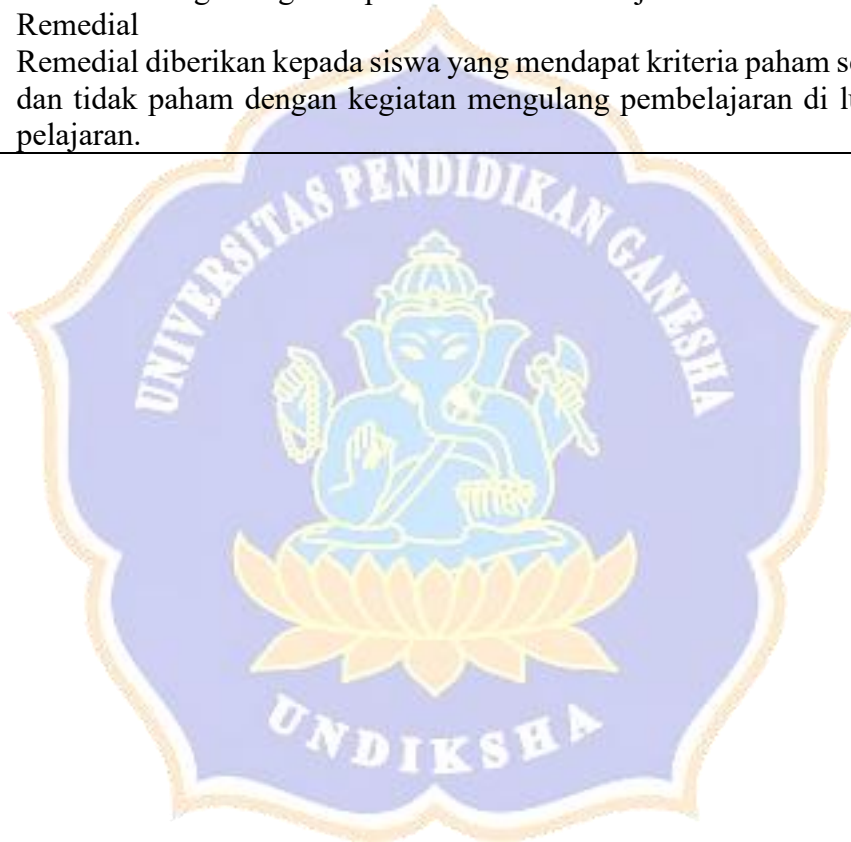 Remedial
Remedial diberikan kepada siswa yang mendapat kriteria paham
dan tidak paham dengan kegiatan mengulang pembelajaran di
pelajaran.
UNIVERSITAS PENDIDIKAN GANESHA
UNDIKSHA